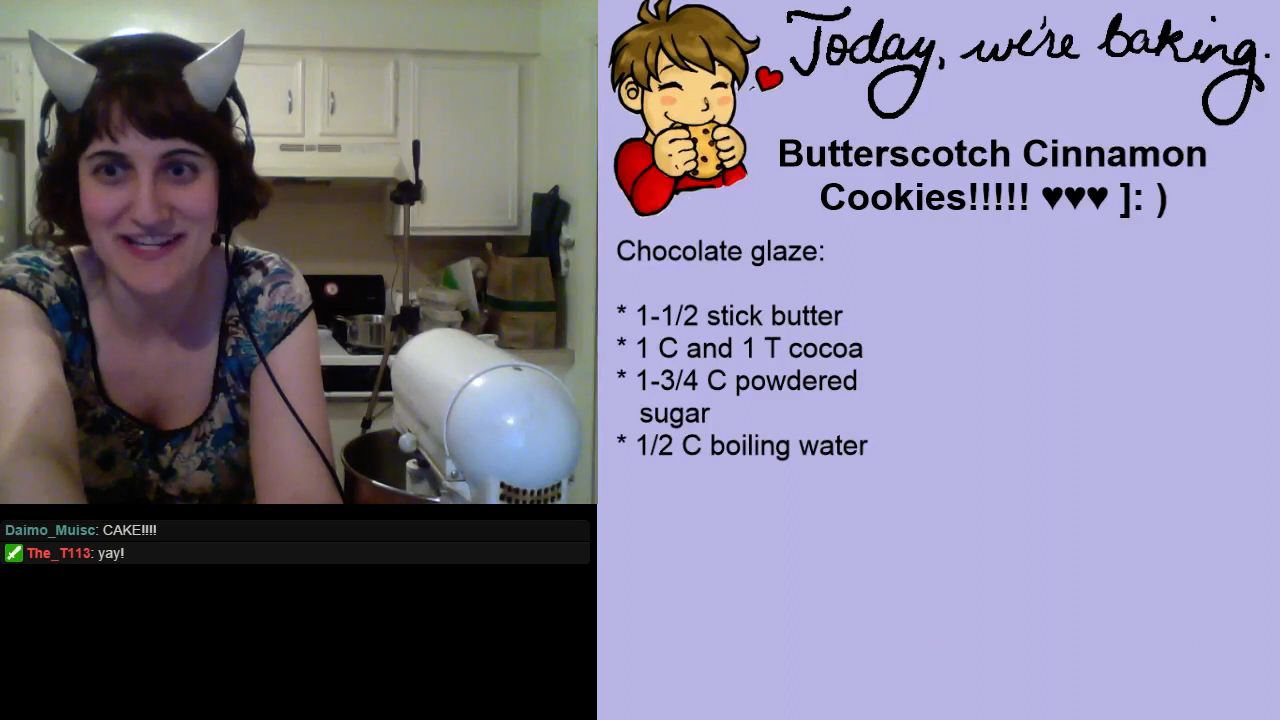 Today, we're baking.
Butterscotch Cinnamon
Cookies!!!!! ♥♥♥ ]: )
Chocolate glaze:
* 1-1/2 stick butter
* 1 C and 1 T cocoa
* 1-3/4 C powdered
sugar
* 1/2 C boiling water
Daimo_Muisc: CAKE!!!!
The_T113: yay!